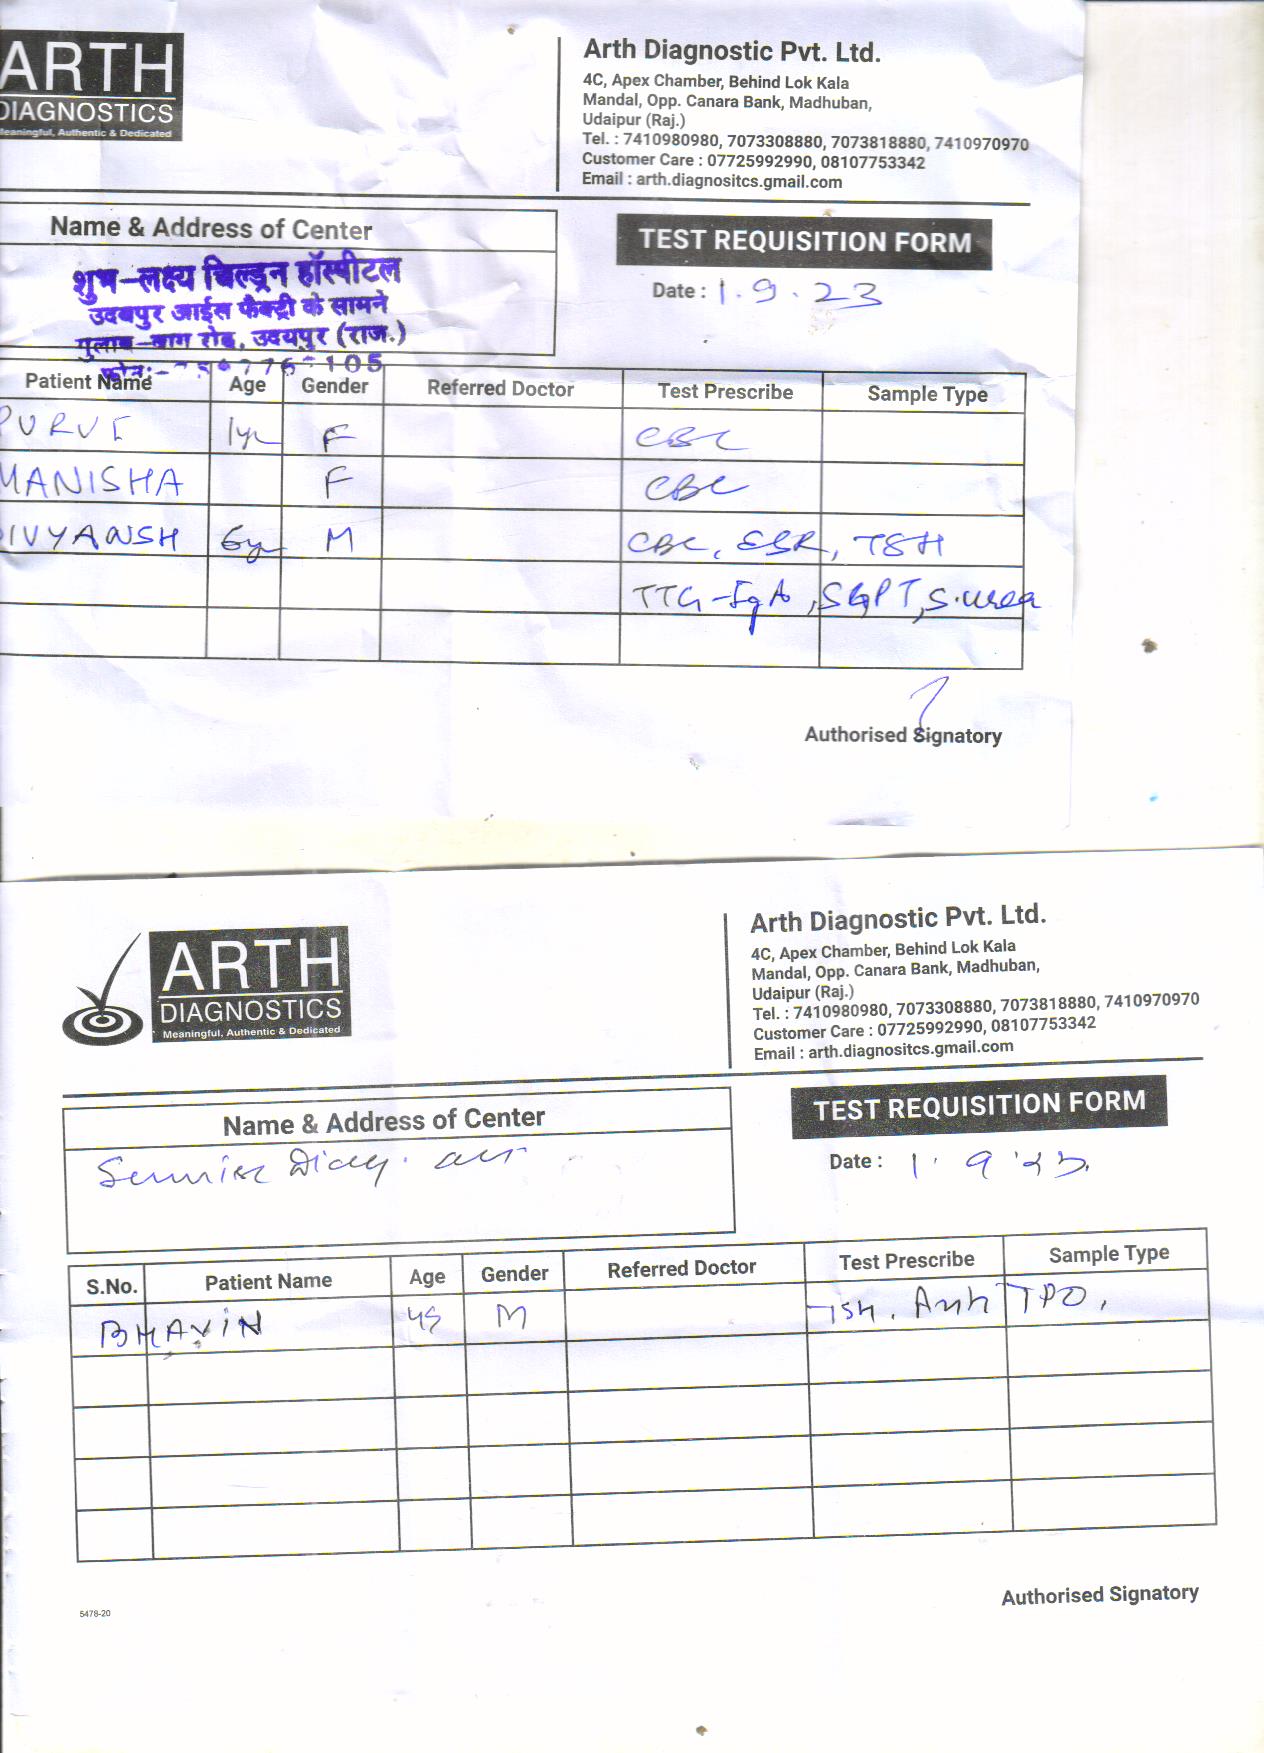 ARTH
DIAGNOSTICS
Meaningful, Authentic & Dedicated
Arth Diagnostic Pvt. Ltd.
4C, Apex Chamber, Behind Lok Kala
Mandal, Opp. Canara Bank, Madhuban,
Udaipur (Raj.)
Tel. : 7410980980, 7073308880, 7073818880, 7410970970
Customer Care : 07725992990, 08107753342
Email : arth.diagnositcs.gmail.com
Name & Address of Center
TEST REQUISITION FORM
शुभ-लक्ष्य चिल्ड्रन हॉस्पीटल
उदयपुर आईस फैक्ट्री के सामने
गुलाब-बाग रोड, उदयपुर (राज.)
फोन:-
Date : 1.9.23
Patient Name Age Gender Referred Doctor Test Prescribe Sample Type
PURVI 1yr F CBC
MANISHA F CBC
DIVYANSH 6yr M CBC, ESR, TSH
TTG-IgA, SGPT, S.urea
Authorised Signatory
ARTH
DIAGNOSTICS
Meaningful, Authentic & Dedicated
Arth Diagnostic Pvt. Ltd.
4C, Apex Chamber, Behind Lok Kala
Mandal, Opp. Canara Bank, Madhuban,
Udaipur (Raj.)
Tel. : 7410980980, 7073308880, 7073818880, 7410970970
Customer Care : 07725992990, 08107753342
Email : arth.diagnositcs.gmail.com
Name & Address of Center
TEST REQUISITION FORM
Date : 1.9.23
S.No. Patient Name Age Gender Referred Doctor Test Prescribe Sample Type
BHAVIN M TSH, Anti TPO,
Authorised Signatory
5478-20